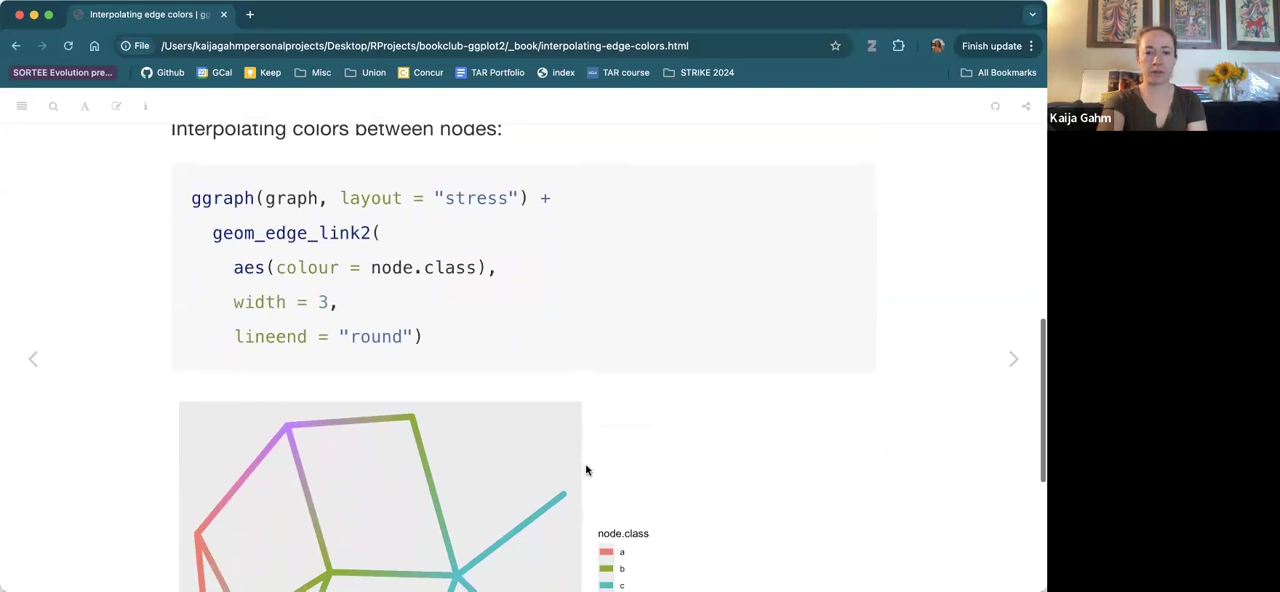 Interpolating edge colors | gg
File /Users/kaijagahmpersonalprojects/Desktop/RProjects/bookclub-ggplot2/_book/interpolating-edge-colors.html Finish update
SORTEE Evolution pre... Github GCal Keep Misc Union Concur TAR Portfolio index TAR course STRIKE 2024 All Bookmarks
Kaija Gahm
Interpolating colors between nodes:
ggraph(graph, layout = "stress") +
geom_edge_link2(
aes(colour = node.class),
width = 3,
lineend = "round")
node.class
a
b
c